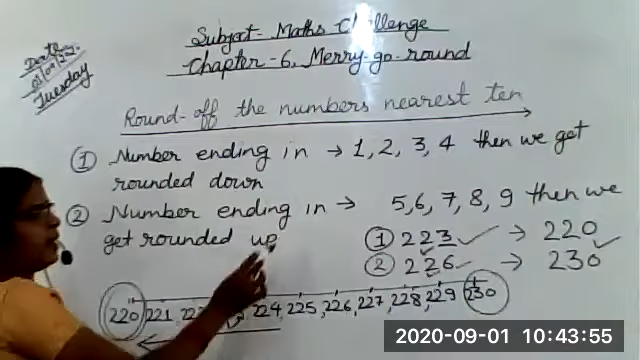 Subject- Maths Challenge
Chapter-6, Merry-go-round
Date
Tuesday
Round-off the numbers nearest ten
① Number ending in → 1, 2, 3, 4 then we get
rounded down
② Number ending in → 5, 6, 7, 8, 9 then we
get rounded up
① 223 ✓ → 220
② 226 ✓ → 230 ✓
220 221, 224, 225, 226, 227, 228, 229 230
2020-09-01 10:43:55